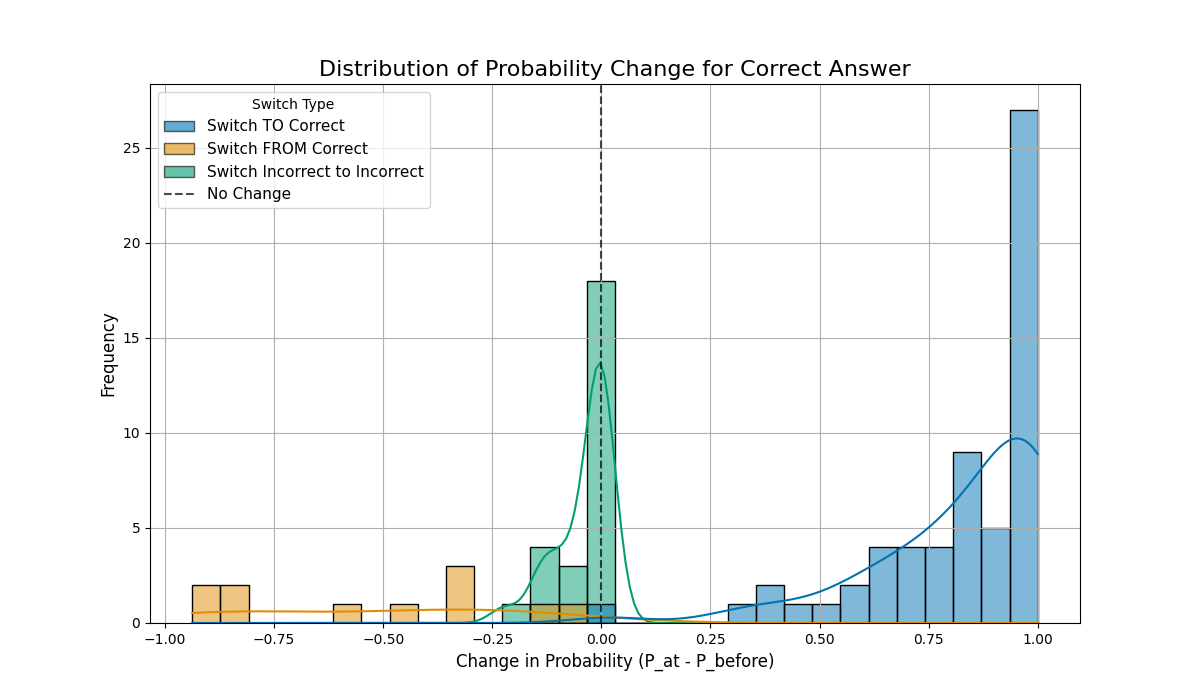 Distribution of Probability Change for Correct Answer
Switch Type
Switch TO Correct
Switch FROM Correct
Switch Incorrect to Incorrect
No Change
25
20
15
10
5
0
Frequency
−1.00 −0.75 −0.50 −0.25 0.00 0.25 0.50 0.75 1.00
Change in Probability (P_at - P_before)